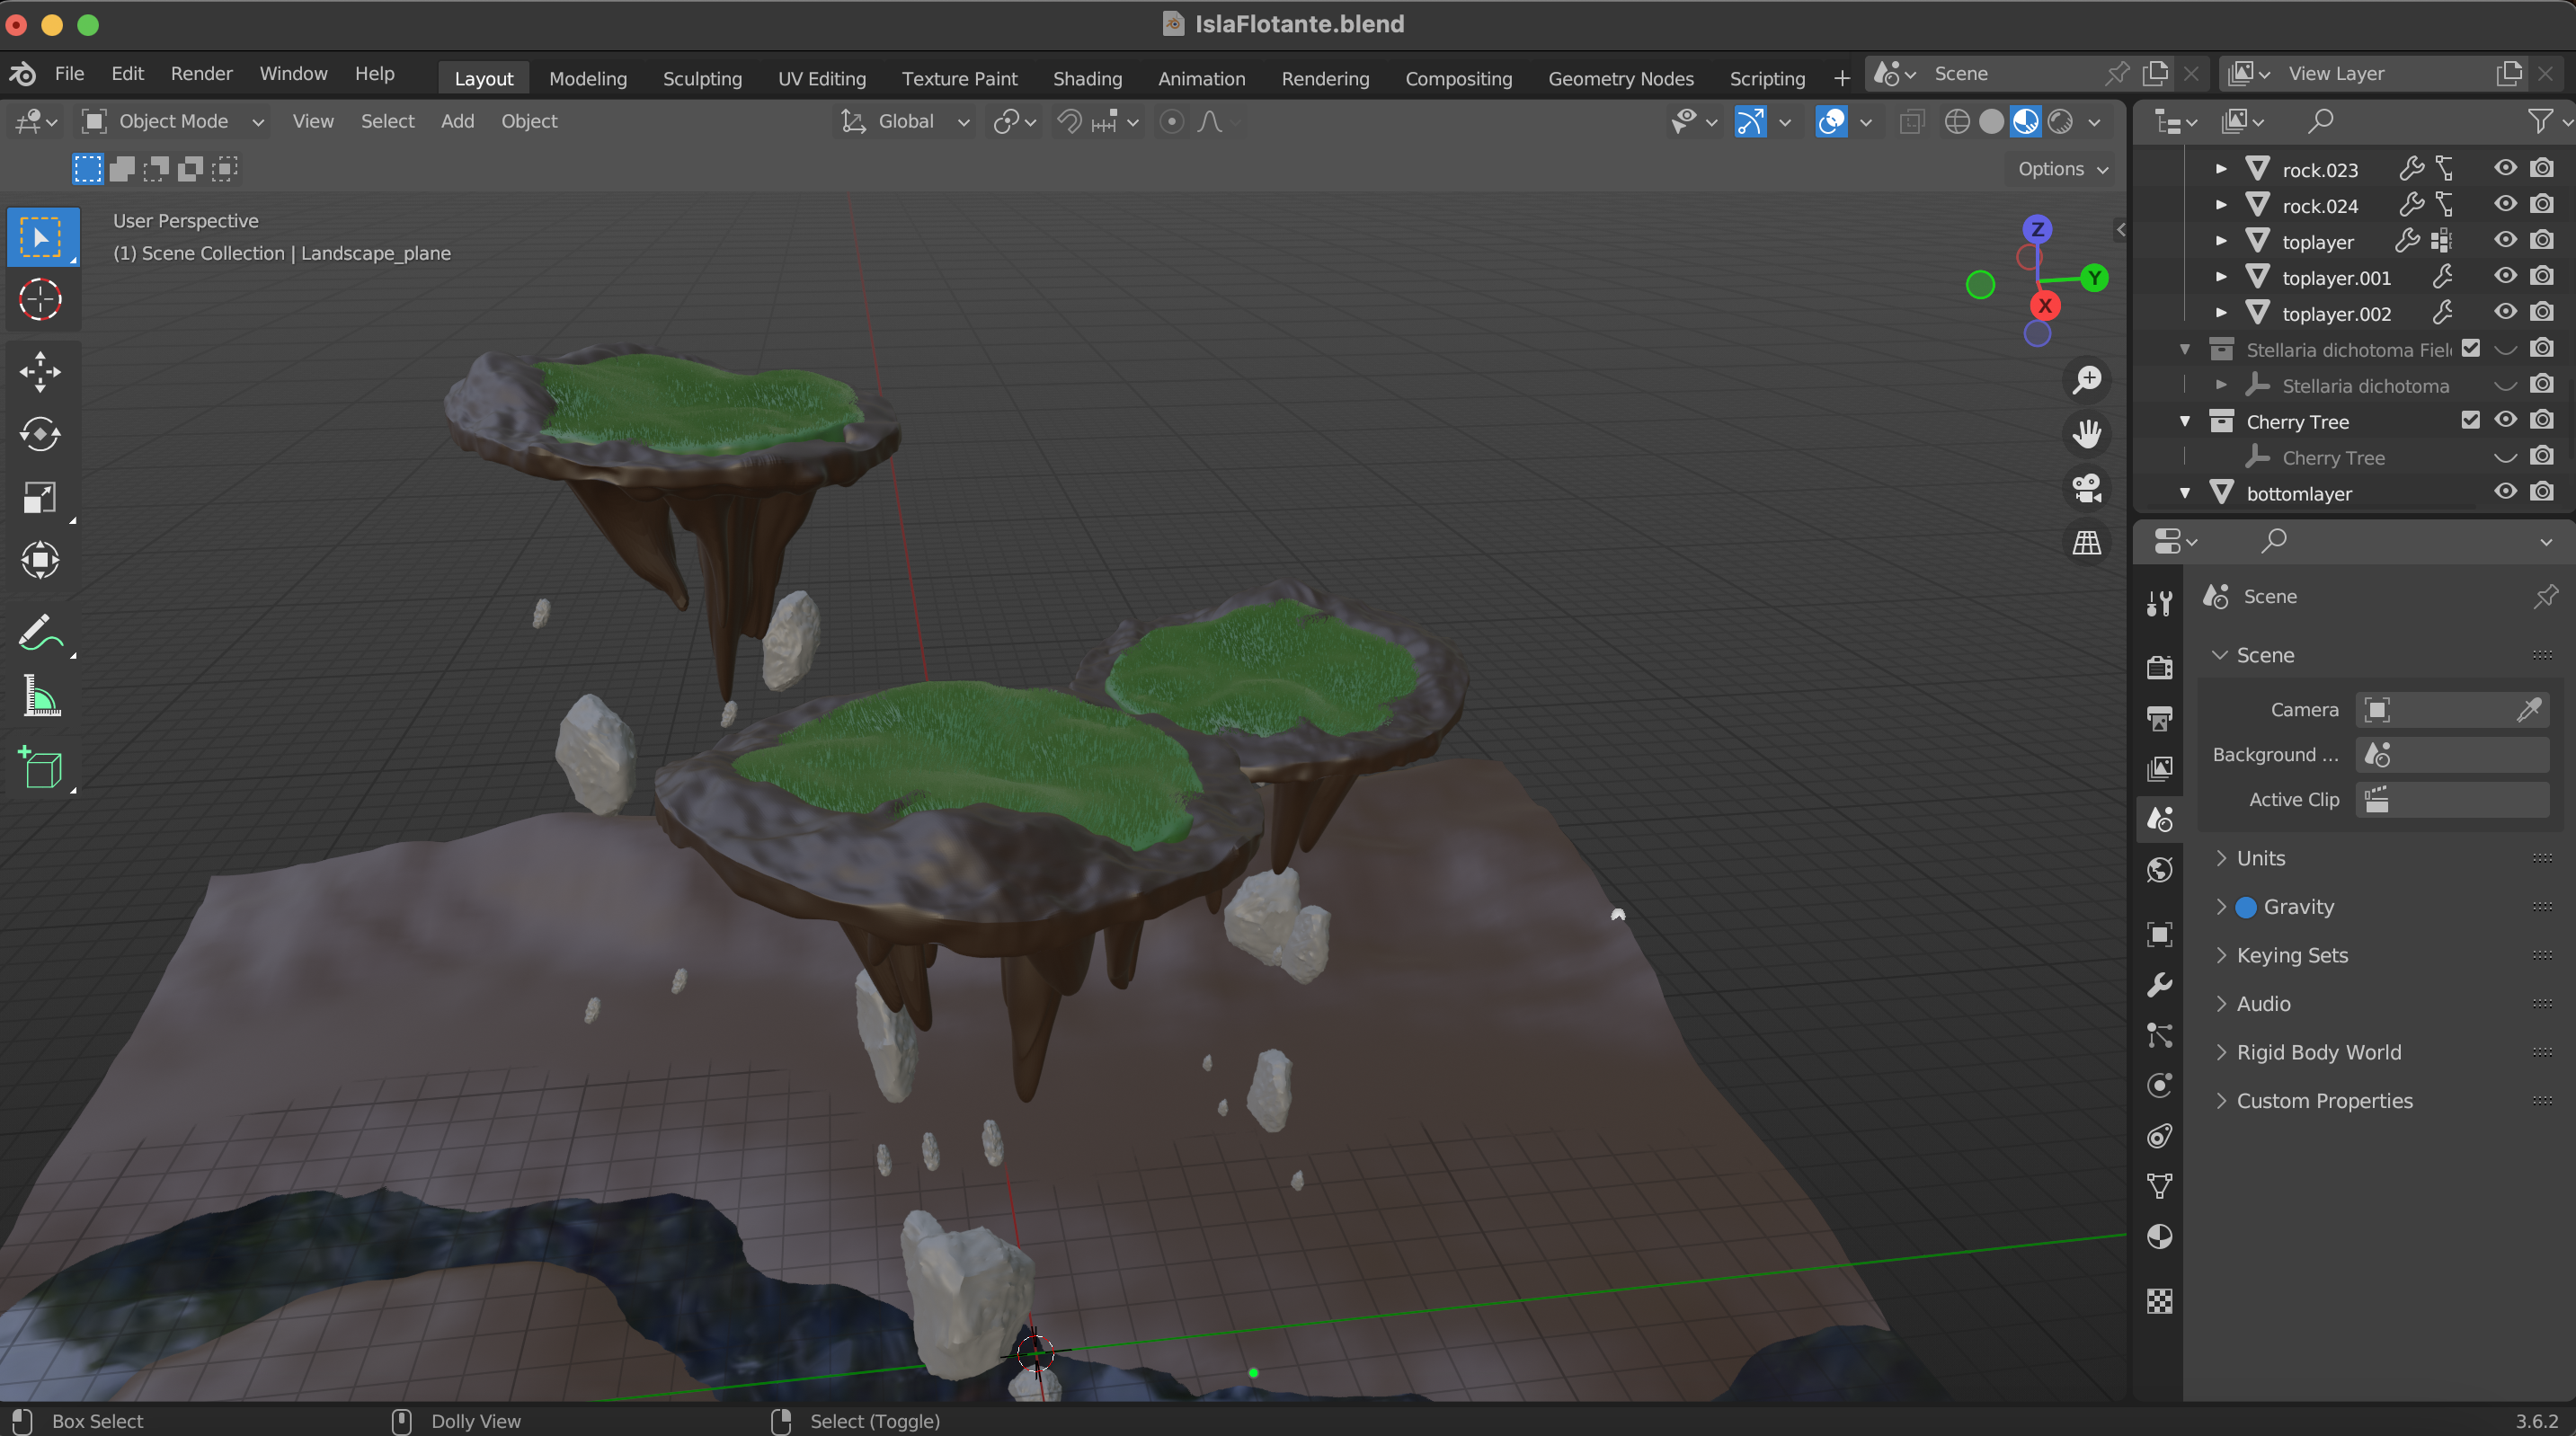 IslaFlotante.blend
File Edit Render Window Help Layout Modeling Sculpting UV Editing Texture Paint Shading Animation Rendering Compositing Geometry Nodes Scripting + Scene View Layer
Object Mode View Select Add Object Global
Options
User Perspective
(1) Scene Collection | Landscape_plane
Z
Y
X
rock.023
rock.024
toplayer
toplayer.001
toplayer.002
Stellaria dichotoma Fiel
Stellaria dichotoma
Cherry Tree
Cherry Tree
bottomlayer
Scene
Scene
Camera
Background ...
Active Clip
Units
Gravity
Keying Sets
Audio
Rigid Body World
Custom Properties
Box Select Dolly View Select (Toggle) 3.6.2